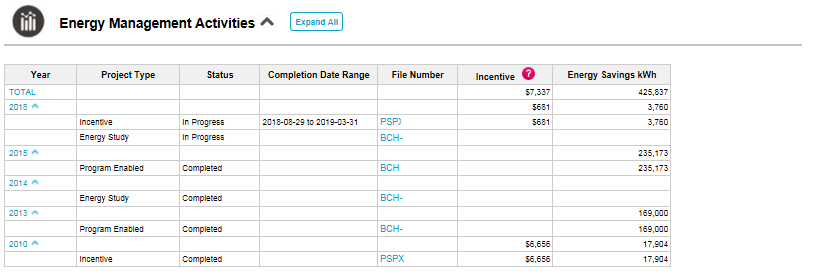 Energy Management Activities Expand All
Year Project Type Status Completion Date Range File Number Incentive ? Energy Savings kWh
TOTAL $7,337 425,837
2018 $681 3,760
Incentive In Progress 2018-08-29 to 2019-03-31 PSP) $681 3,760
Energy Study In Progress BCH-
2015 235,173
Program Enabled Completed BCH 235,173
2014
Energy Study Completed BCH-
2013 169,000
Program Enabled Completed BCH- 169,000
2010 $6,656 17,904
Incentive Completed PSPX $6,656 17,904